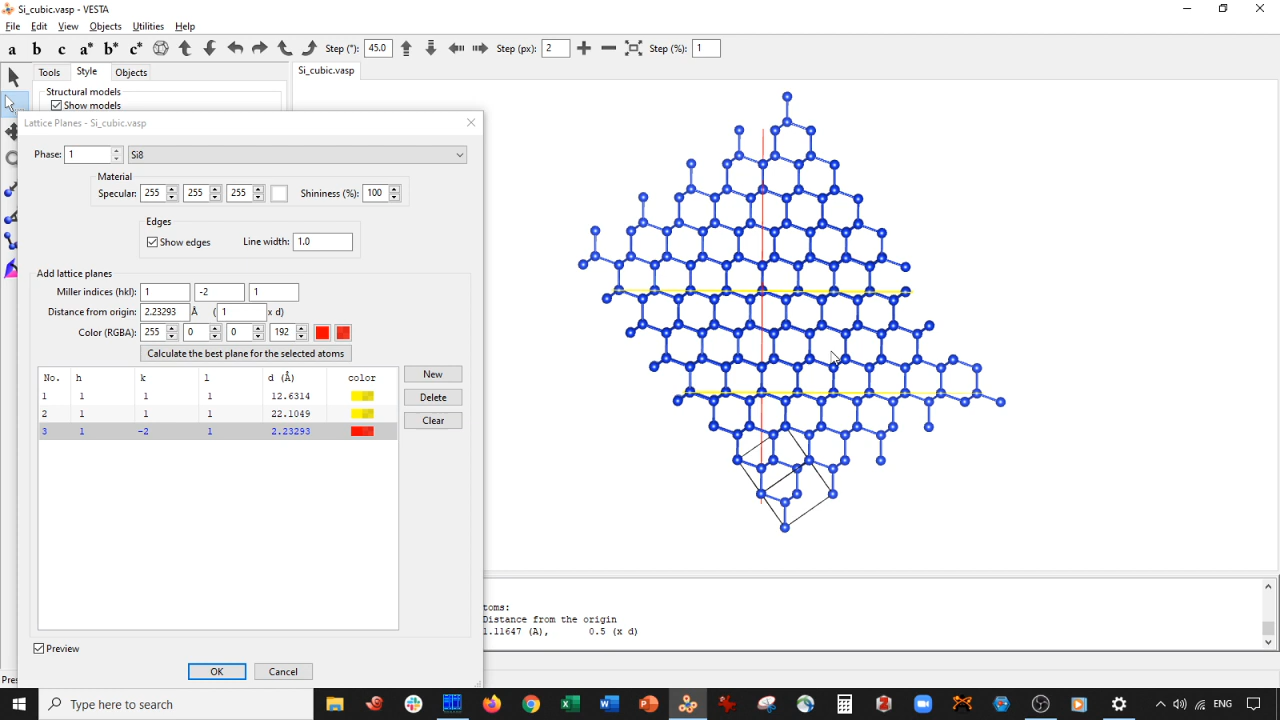 Si_cubic.vasp - VESTA
File Edit View Objects Utilities Help
a b c a* b* c* Step (°): 45.0 Step (px): 2 Step (%): 1
Tools Style Objects Si_cubic.vasp
Structural models
Show models
Lattice Planes - Si_cubic.vasp
Phase: 1 Si8
Material
Specular: 255 255 255 Shininess (%): 100
Edges
Show edges Line width: 1.0
Add lattice planes
Miller indices (hkl): 1 -2 1
Distance from origin: 2.23293 Å ( 1 x d)
Color (RGBA): 255 0 0 192
Calculate the best plane for the selected atoms
No. h k l d (Å) color
1 1 1 1 12.6314
2 1 1 1 22.1049
3 1 -2 1 2.23293
New
Delete
Clear
toms:
Distance from the origin
1.11647 (Å), 0.5 (x d)
Preview
OK Cancel
Type here to search
ENG